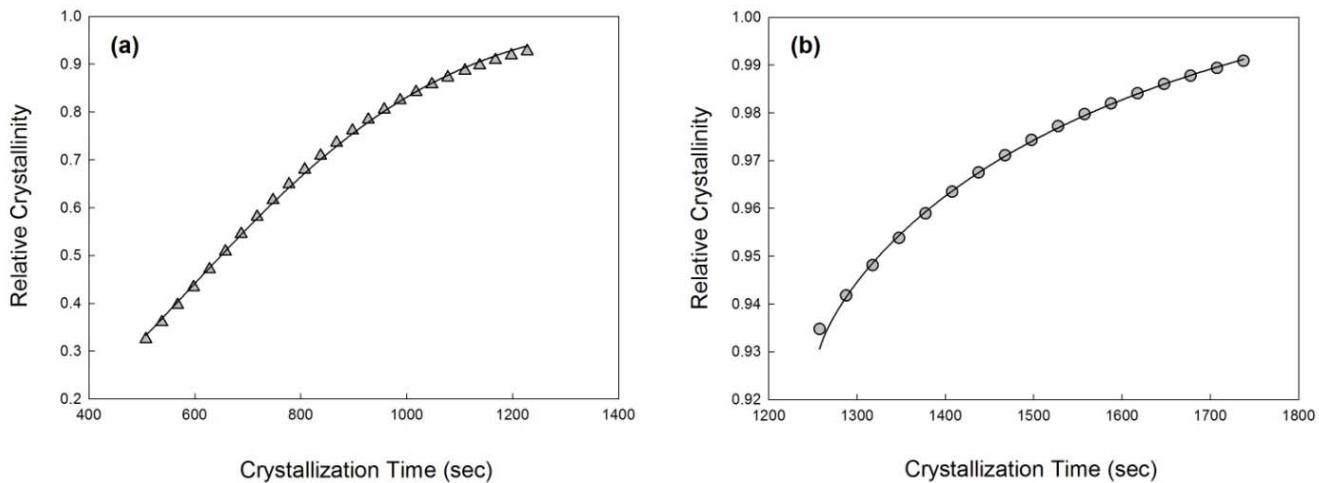 (a)
Relative Crystallinity
1.0
0.9
0.8
0.7
0.6
0.5
0.4
0.3
0.2
400 600 800 1000 1200 1400
Crystallization Time (sec)
(b)
Relative Crystallinity
1.00
0.99
0.98
0.97
0.96
0.95
0.94
0.93
0.92
1200 1300 1400 1500 1600 1700 1800
Crystallization Time (sec)